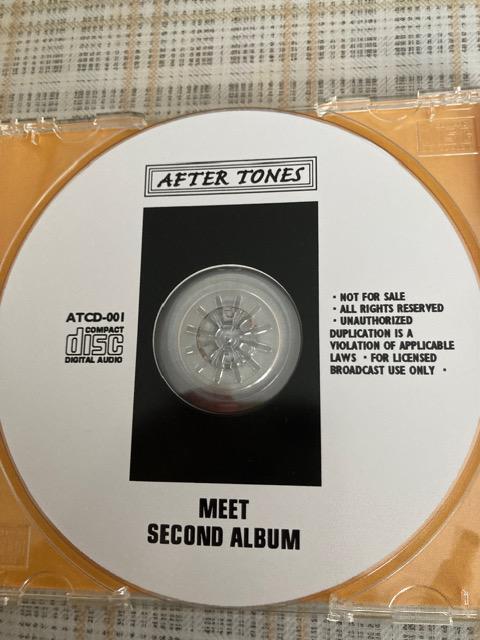 AFTER TONES
ATCD-001
COMPACT
disc
DIGITAL AUDIO
· NOT FOR SALE
· ALL RIGHTS RESERVED
· UNAUTHORIZED
DUPLICATION IS A
VIOLATION OF APPLICABLE
LAWS · FOR LICENSED
BROADCAST USE ONLY ·
MEET
SECOND ALBUM